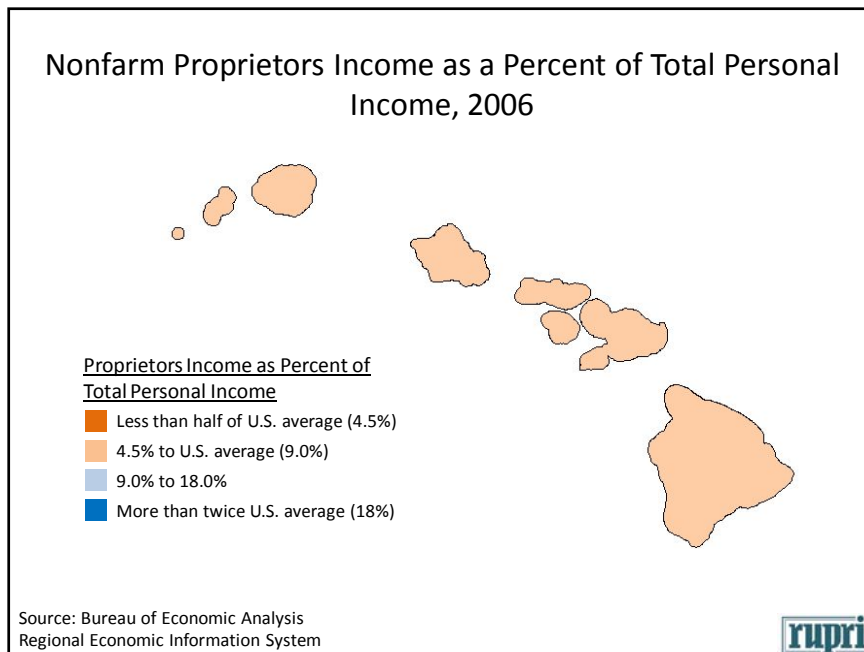 Nonfarm Proprietors Income as a Percent of Total Personal
Income, 2006
Proprietors Income as Percent of
Total Personal Income
Less than half of U.S. average (4.5%)
4.5% to U.S. average (9.0%)
9.0% to 18.0%
More than twice U.S. average (18%)
Source: Bureau of Economic Analysis
Regional Economic Information System
rupri